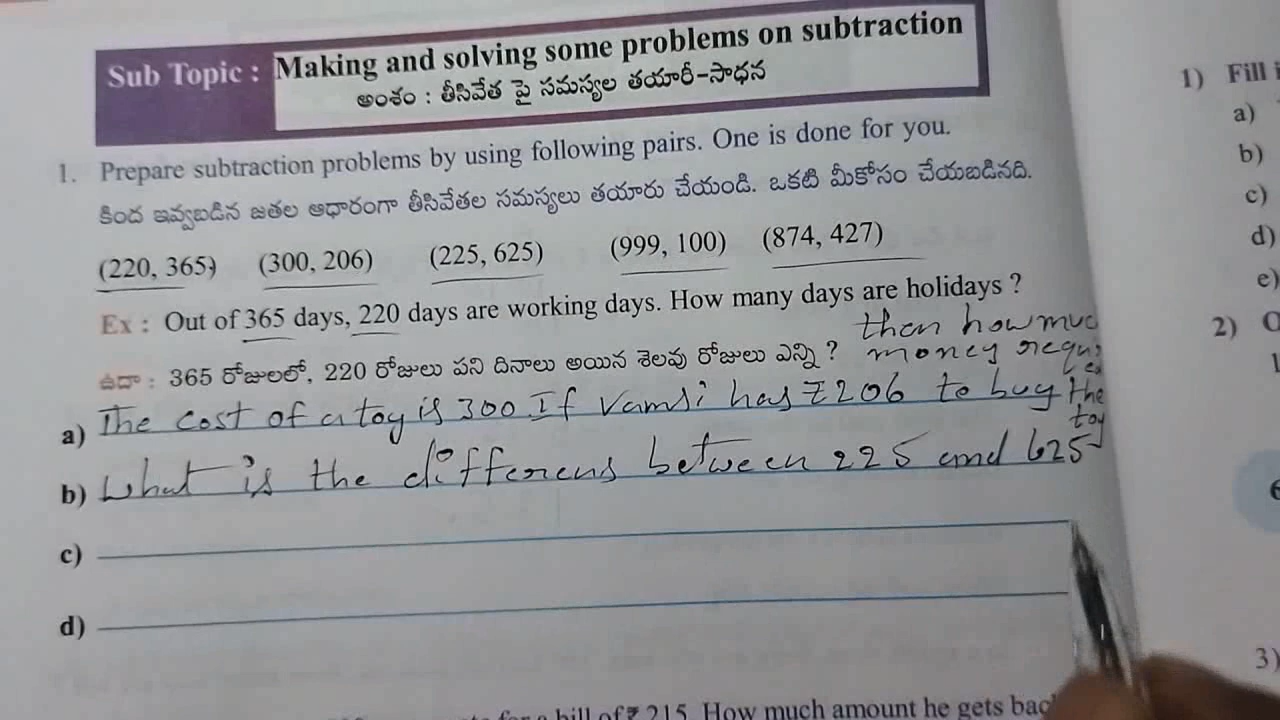 Sub Topic : Making and solving some problems on subtraction
అంశం : తీసివేత పై సమస్యల తయారీ-సాధన
1. Prepare subtraction problems by using following pairs. One is done for you.
కింద ఇవ్వబడిన జతల ఆధారంగా తీసివేతల సమస్యలు తయారు చేయండి. ఒకటి మీకోసం చేయబడినది.
(220, 365) (300, 206) (225, 625) (999, 100) (874, 427)
Ex : Out of 365 days, 220 days are working days. How many days are holidays ?
ఉదా : 365 రోజులలో, 220 రోజులు పని దినాలు అయిన శెలవు రోజులు ఎన్ని ?
a) The cost of a toy is 300. If Vamsi has ₹206 to buy the toy
then how muc
money requi
b) What is the differens between 225 and 625
c)
d)
a bill of ₹ 215. How much amount he gets bac
1) Fill i
a)
b)
c)
d)
e)
2)
3)